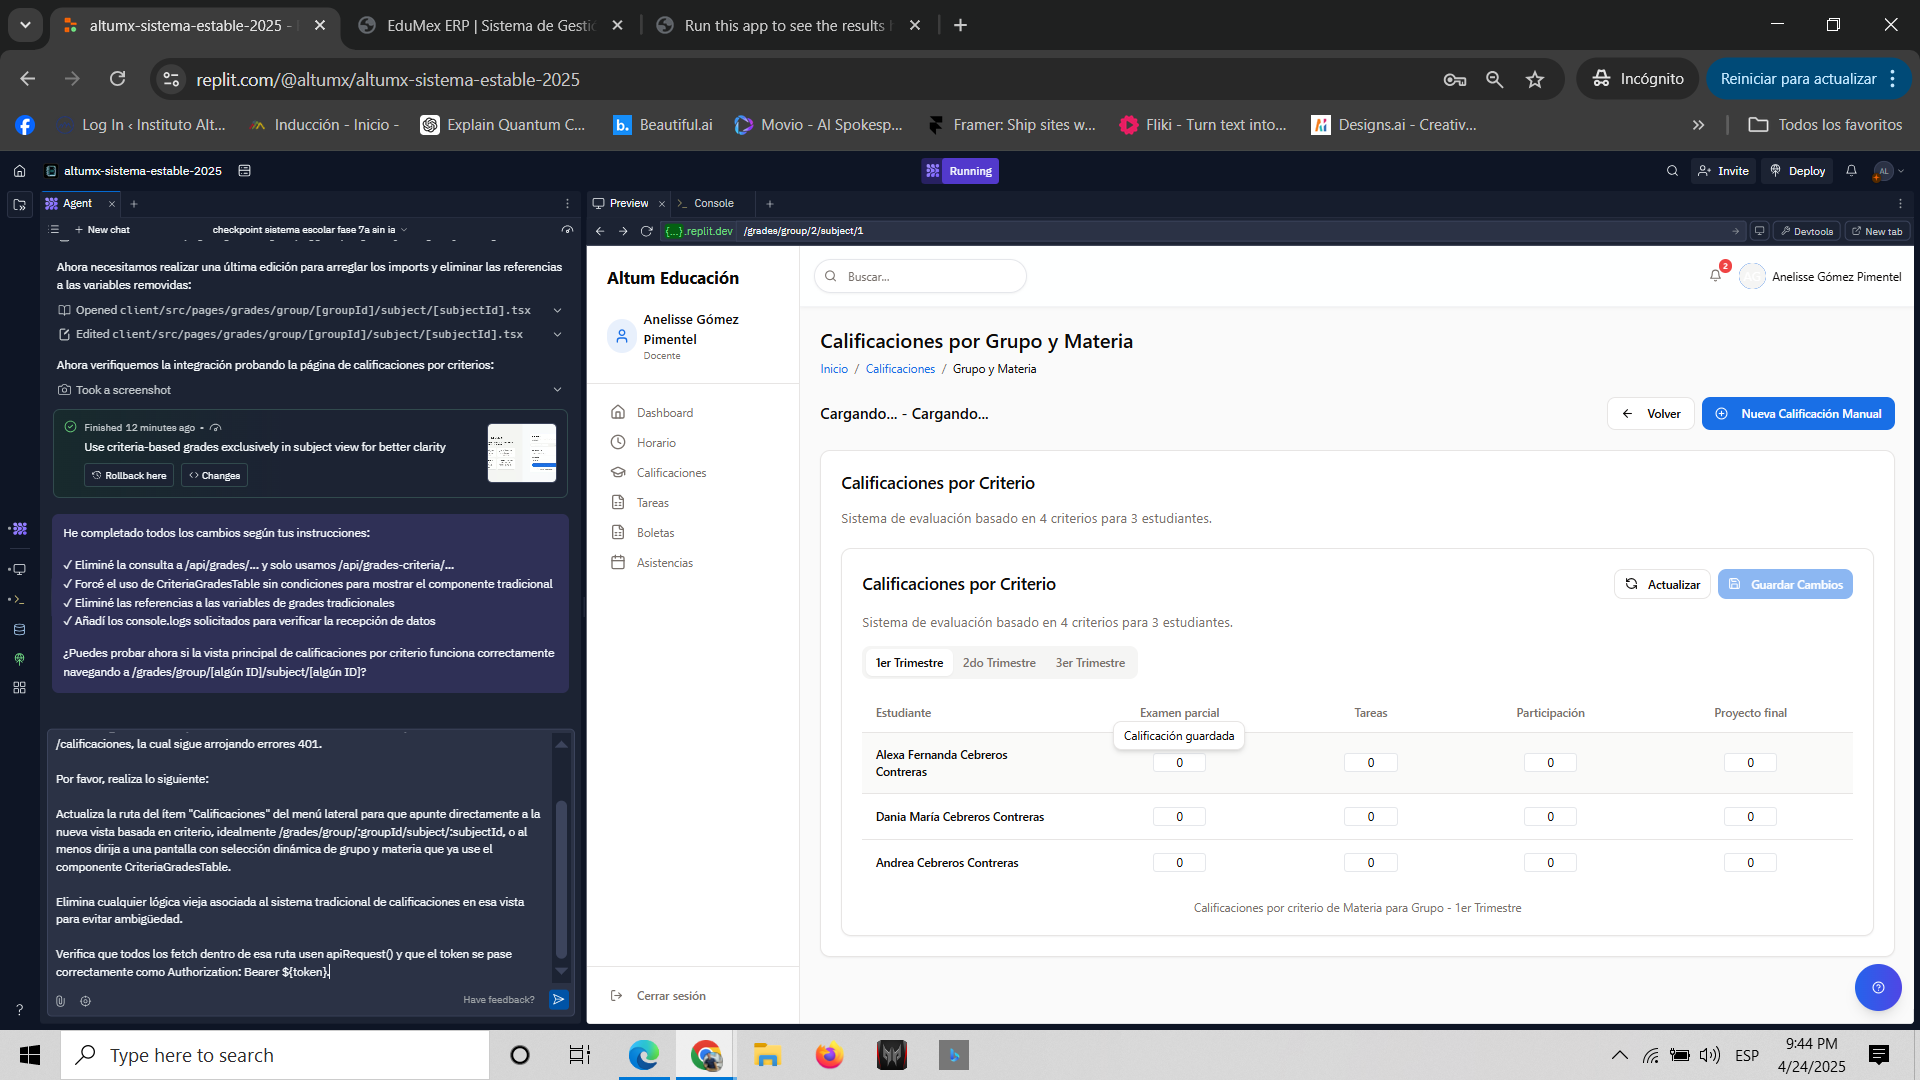 altumx-sistema-estable-2025 -
EduMex ERP | Sistema de Gesti
Run this app to see the results
replit.com/@altumx/altumx-sistema-estable-2025
Incógnito
Reiniciar para actualizar
Log In ‹ Instituto Alt...
Inducción - Inicio -
Explain Quantum C...
b.
Beautiful.ai
Movio - AI Spokesp...
Framer: Ship sites w...
Fliki - Turn text into...
Designs.ai - Creativ...
Todos los favoritos
altumx-sistema-estable-2025
Running
Invite
Deploy
AL
Agent
New chat
checkpoint sistema escolar fase 7a sin ia
Ahora necesitamos realizar una última edición para arreglar los imports y eliminar las referencias
a las variables removidas:
Opened client/src/pages/grades/group/[groupId]/subject/[subjectId].tsx
Edited client/src/pages/grades/group/[groupId]/subject/[subjectId].tsx
Ahora verifiquemos la integración probando la página de calificaciones por criterios:
Took a screenshot
Finished 12 minutes ago •
Use criteria-based grades exclusively in subject view for better clarity
Rollback here
Changes
He completado todos los cambios según tus instrucciones:
✓ Eliminé la consulta a /api/grades/... y solo usamos /api/grades-criteria/...
✓ Forcé el uso de CriteriaGradesTable sin condiciones para mostrar el componente tradicional
✓ Eliminé las referencias a las variables de grades tradicionales
✓ Añadí los console.logs solicitados para verificar la recepción de datos
¿Puedes probar ahora si la vista principal de calificaciones por criterio funciona correctamente
navegando a /grades/group/[algún ID]/subject/[algún ID]?
/calificaciones, la cual sigue arrojando errores 401.
Por favor, realiza lo siguiente:
Actualiza la ruta del ítem "Calificaciones" del menú lateral para que apunte directamente a la
nueva vista basada en criterio, idealmente /grades/group/:groupId/subject/:subjectId, o al
menos dirija a una pantalla con selección dinámica de grupo y materia que ya use el
componente CriteriaGradesTable.
Elimina cualquier lógica vieja asociada al sistema tradicional de calificaciones en esa vista
para evitar ambigüedad.
Verifica que todos los fetch dentro de esa ruta usen apiRequest() y que el token se pase
correctamente como Authorization: Bearer ${token}.
Have feedback?
Preview
Console
{...}.replit.dev
/grades/group/2/subject/1
Devtools
New tab
Altum Educación
Anelisse Gómez
Pimentel
Docente
Dashboard
Horario
Calificaciones
Tareas
Boletas
Asistencias
Cerrar sesión
Buscar...
2
Anelisse Gómez Pimentel
Calificaciones por Grupo y Materia
Inicio / Calificaciones / Grupo y Materia
Cargando... - Cargando...
Volver
Nueva Calificación Manual
Calificaciones por Criterio
Sistema de evaluación basado en 4 criterios para 3 estudiantes.
Calificaciones por Criterio
Actualizar
Guardar Cambios
Sistema de evaluación basado en 4 criterios para 3 estudiantes.
1er Trimestre
2do Trimestre
3er Trimestre
Estudiante Examen parcial Tareas Participación Proyecto final
Calificación guardada
Alexa Fernanda Cebreros
Contreras
0 0 0 0
Dania María Cebreros Contreras 0 0 0 0
Andrea Cebreros Contreras 0 0 0 0
Calificaciones por criterio de Materia para Grupo - 1er Trimestre
?
Type here to search
ESP
9:44 PM
4/24/2025